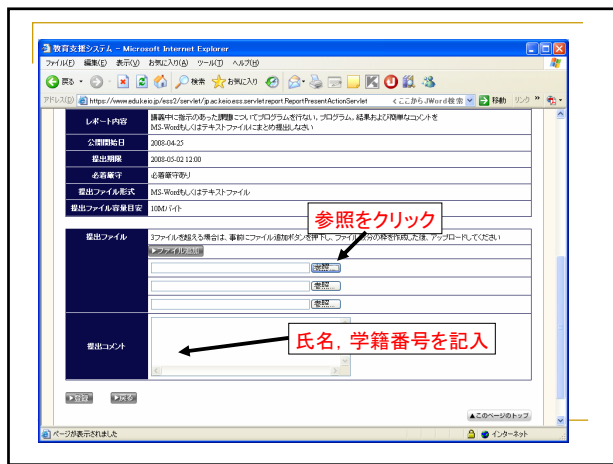 教育支援システム - Microsoft Internet Explorer
ファイル(F) 編集(E) 表示(V) お気に入り(A) ツール(T) ヘルプ(H)
戻る 検索 お気に入り
アドレス(D) https://www.edu.keio.jp/ess2/servlet/jp.ac.keio.ess.servlet.report.ReportPresentActionServlet くここからJWord検索 移動 リンク »
レポート内容 講義中に指示のあった課題についてプログラムを行ない、プログラム、結果および簡単なコメントを
MS-Wordもしくはテキストファイルにまとめ提出しなさい
公開開始日 2008-04-25
提出期限 2008-05-02 12:00
必着厳守 必着厳守あり
提出ファイル形式 MS-Wordもしくはテキストファイル
提出ファイル容量目安 10Mバイト
参照をクリック
提出ファイル 3ファイルを超える場合は、事前にファイル追加ボタンを押下し、ファイル 分の枠を作成した後、アップロードしてください
▶ファイル追加
参照...
参照...
参照...
提出コメント
氏名，学籍番号を記入
▶登録 ▶戻る
▲このページのトップ
ページが表示されました インターネット